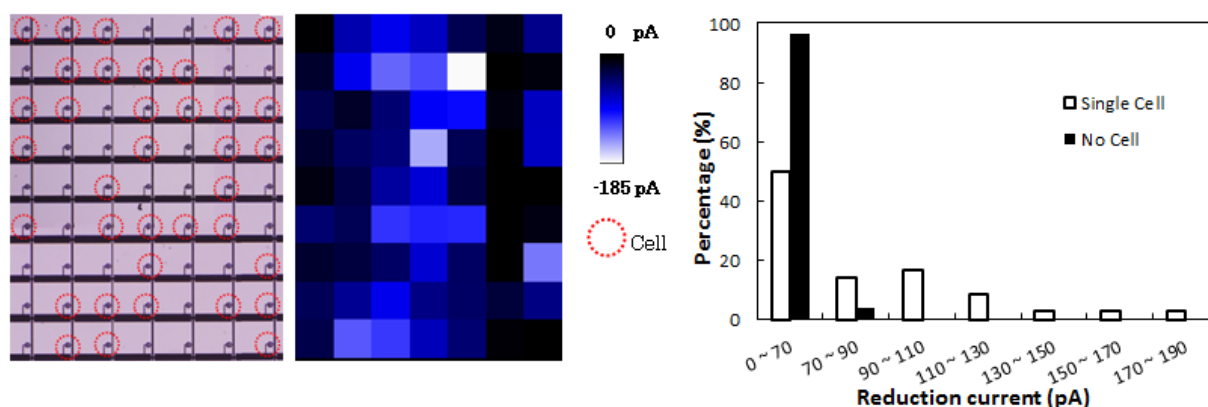 0 pA
-185 pA
Cell
Percentage (%)
100
80
60
40
20
0
Single Cell
No Cell
0 ~ 70
70 ~ 90
90 ~ 110
110 ~ 130
130 ~ 150
150 ~ 170
170 ~ 190
Reduction current (pA)